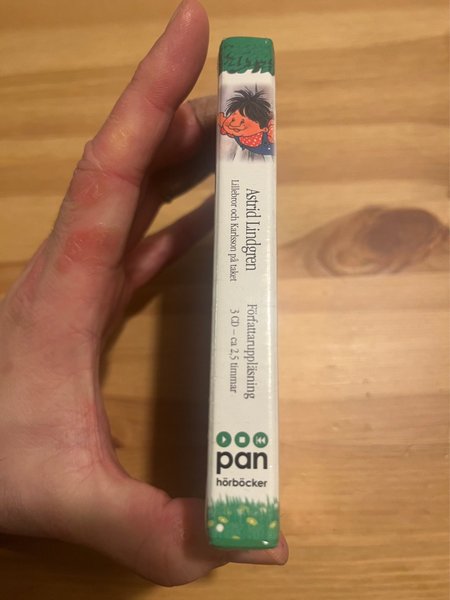 Astrid Lindgren
Lillebror och Karlsson på taket
Författaruppläsning
3 CD – ca 2,5 timmar
pan
hörböcker